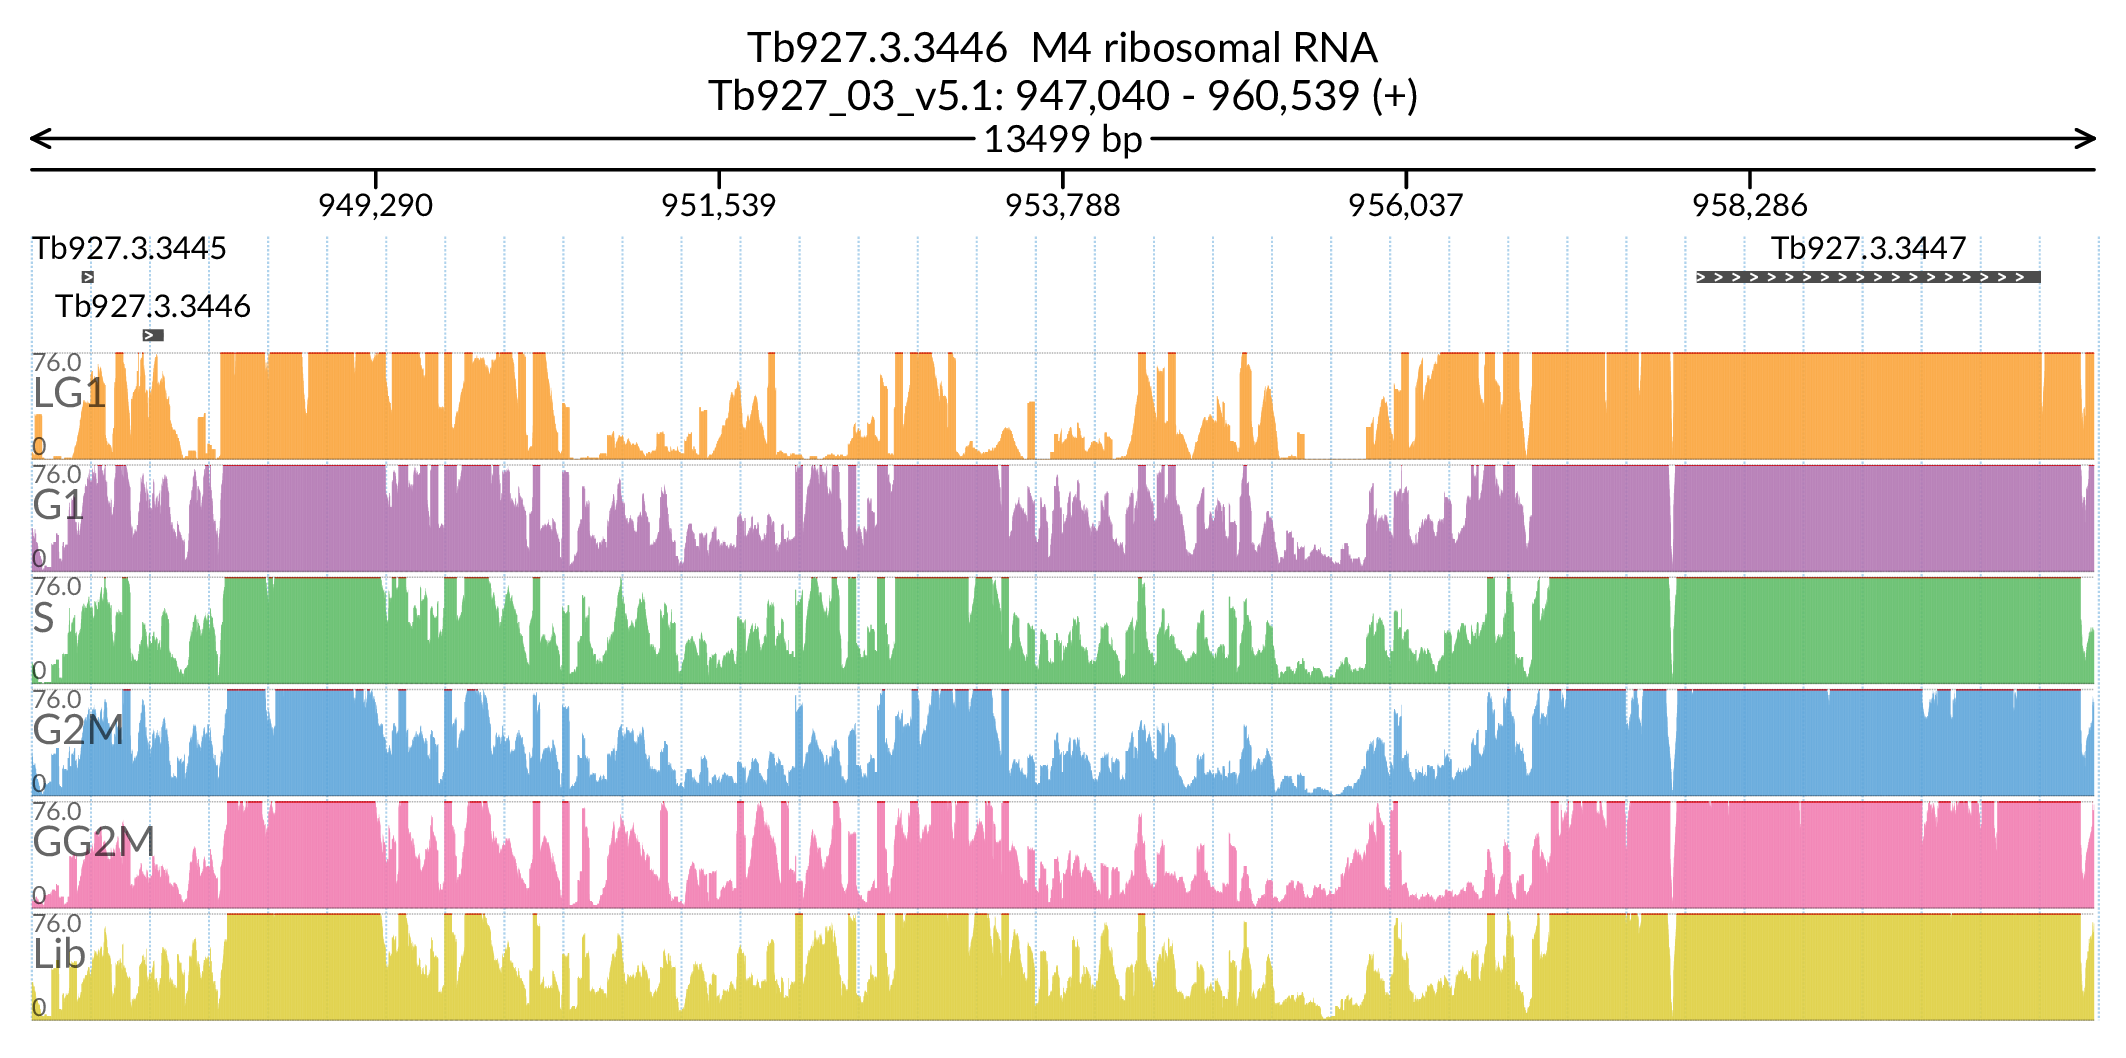 Tb927.3.3446  M4 ribosomal RNA
Tb927_03_v5.1: 947,040 - 960,539 (+)
13499 bp
949,290 951,539 953,788 956,037 958,286
Tb927.3.3445 Tb927.3.3447
Tb927.3.3446
76.0
LG1
0
76.0
G1
0
76.0
S
0
76.0
G2M
0
76.0
GG2M
0
76.0
Lib
0